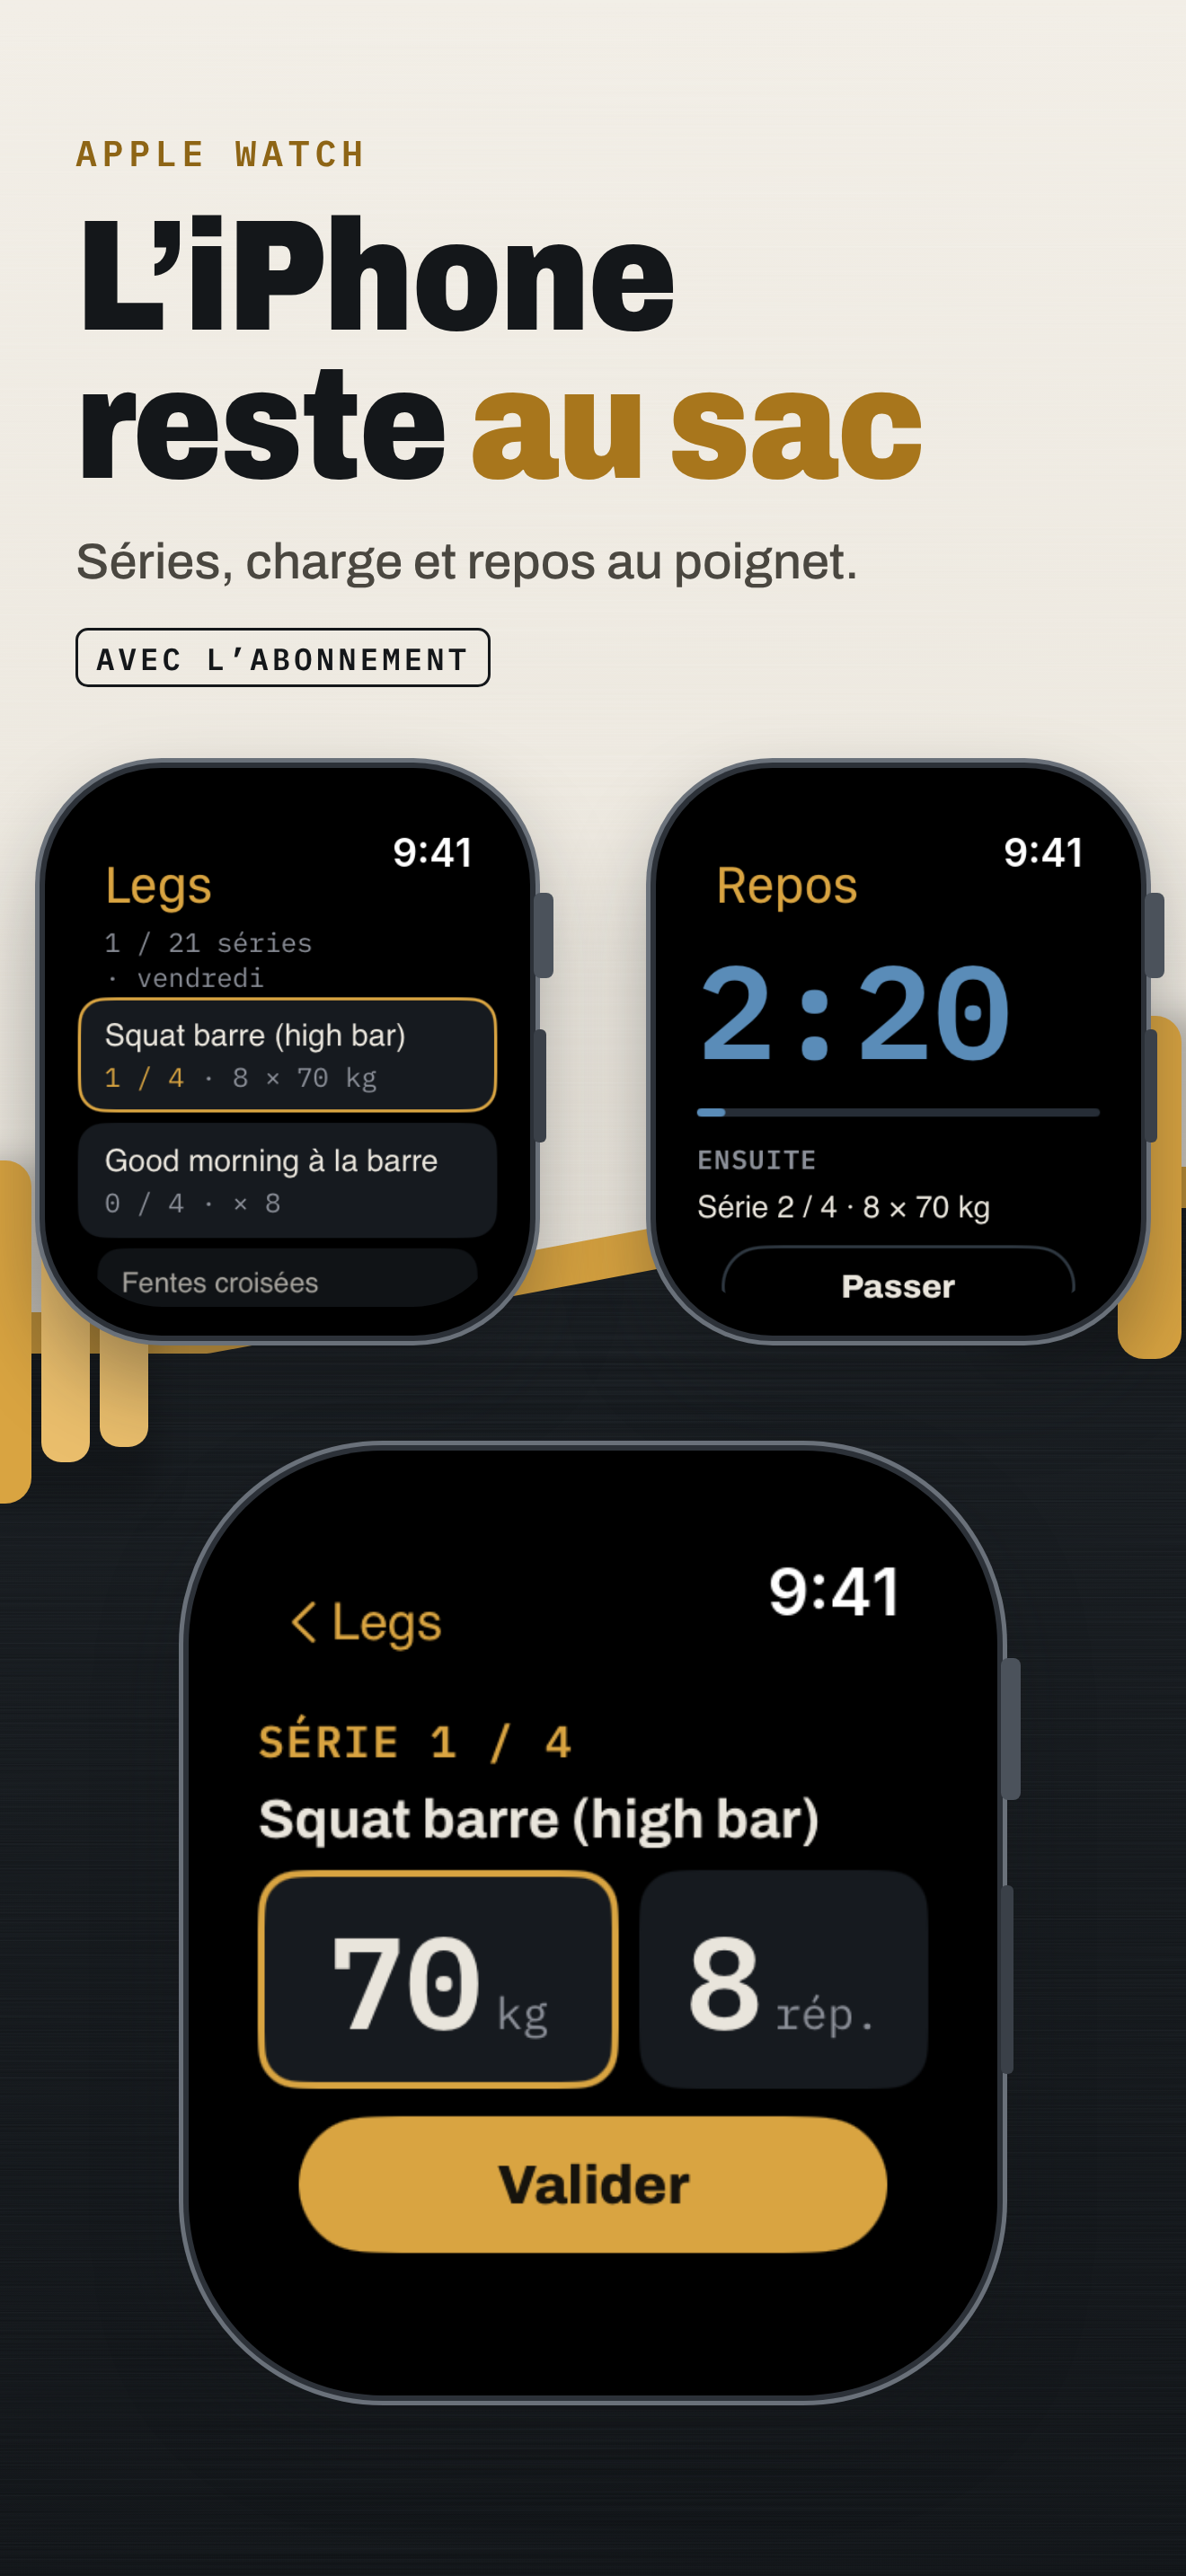 APPLE WATCH
L’iPhone
reste au sac
Séries, charge et repos au poignet.
AVEC L’ABONNEMENT
9:41
Legs
1 / 21 séries
· vendredi
Squat barre (high bar)
1 / 4 · 8 × 70 kg
Good morning à la barre
0 / 4 · × 8
Fentes croisées
9:41
Repos
2:20
ENSUITE
Série 2 / 4 · 8 × 70 kg
Passer
9:41
Legs
SÉRIE 1 / 4
Squat barre (high bar)
70 kg 8 rép.
Valider